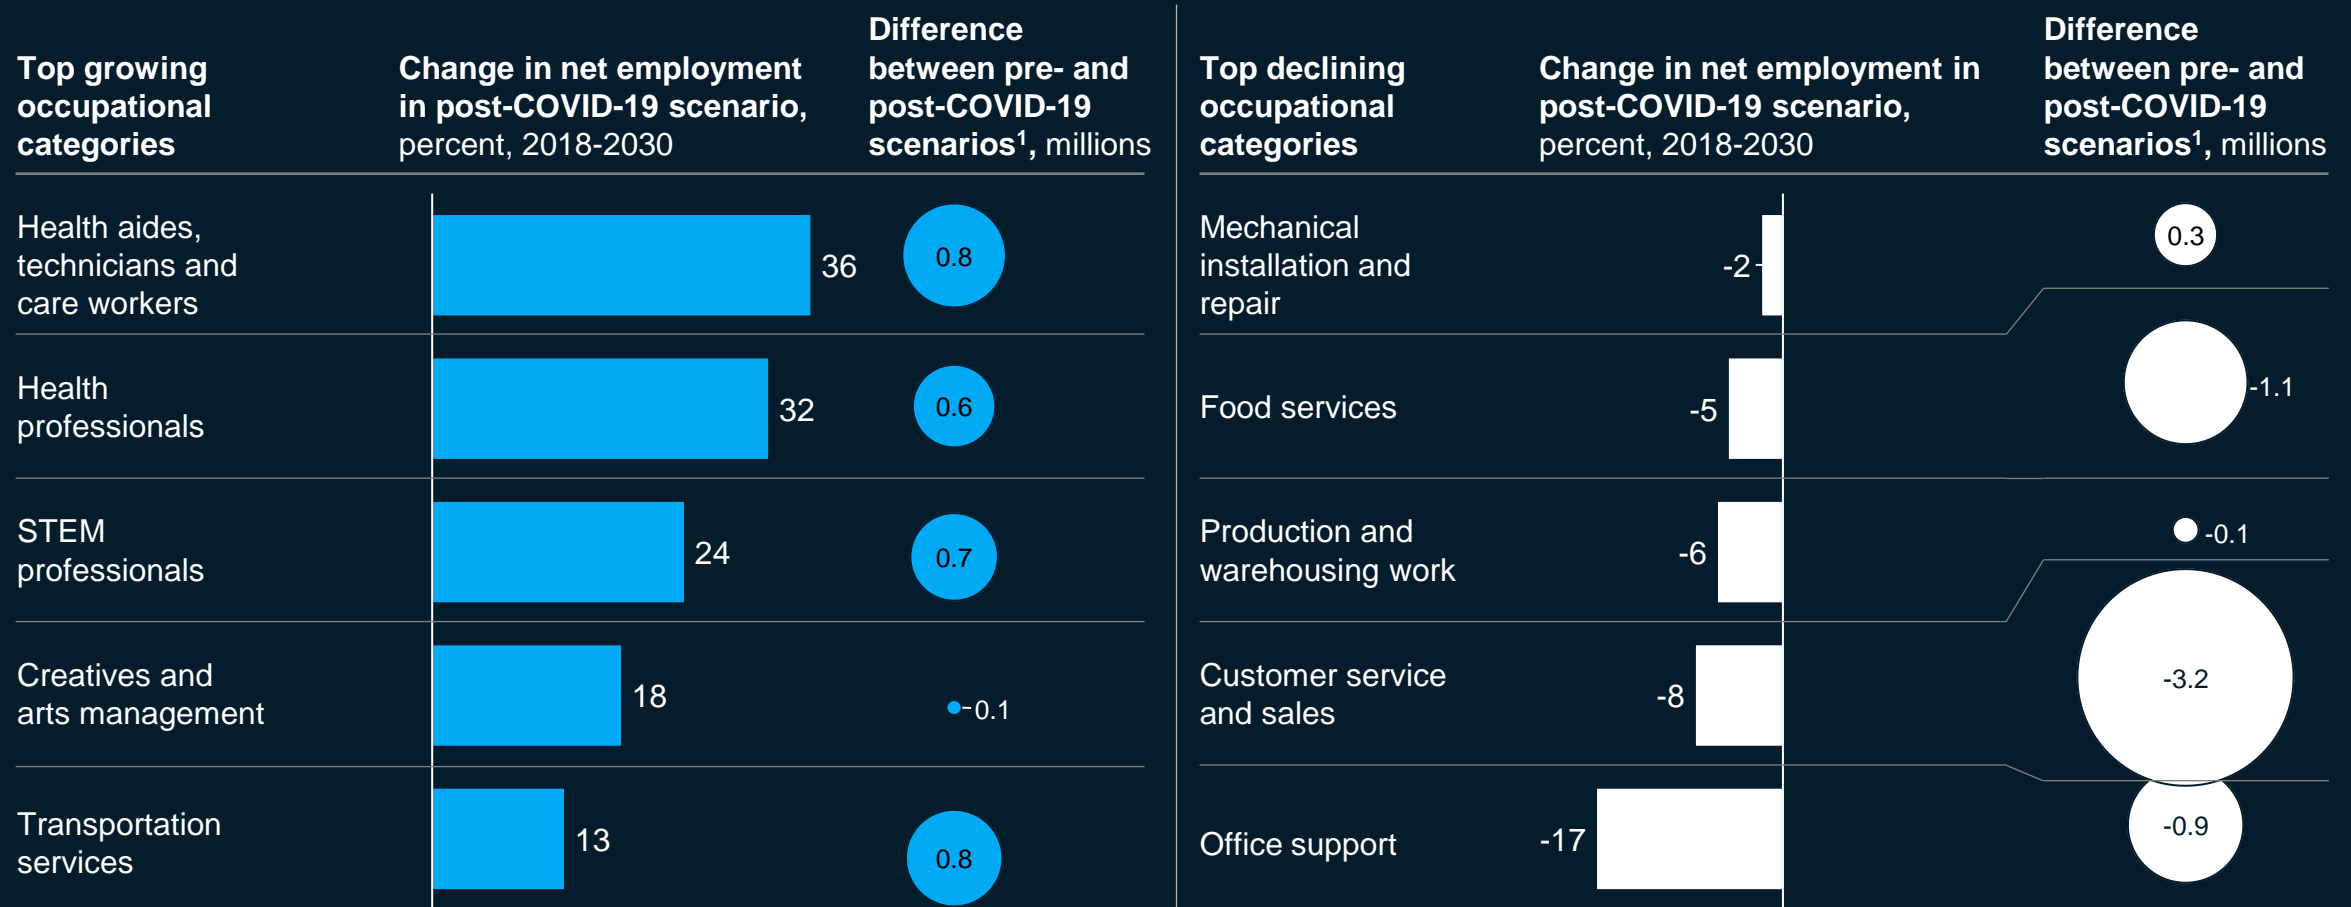 Top growing
occupational
categories
Change in net employment
in post-COVID-19 scenario,
percent, 2018-2030
Difference
between pre- and
post-COVID-19
scenarios¹, millions
Health aides,
technicians and
care workers
36
0.8
Health
professionals
32
0.6
STEM
professionals
24
0.7
Creatives and
arts management
18
0.1
Transportation
services
13
0.8
Top declining
occupational
categories
Change in net employment in
post-COVID-19 scenario,
percent, 2018-2030
Difference
between pre- and
post-COVID-19
scenarios¹, millions
Mechanical
installation and
repair
-2
0.3
Food services
-5
-1.1
Production and
warehousing work
-6
-0.1
Customer service
and sales
-8
-3.2
Office support
-17
-0.9